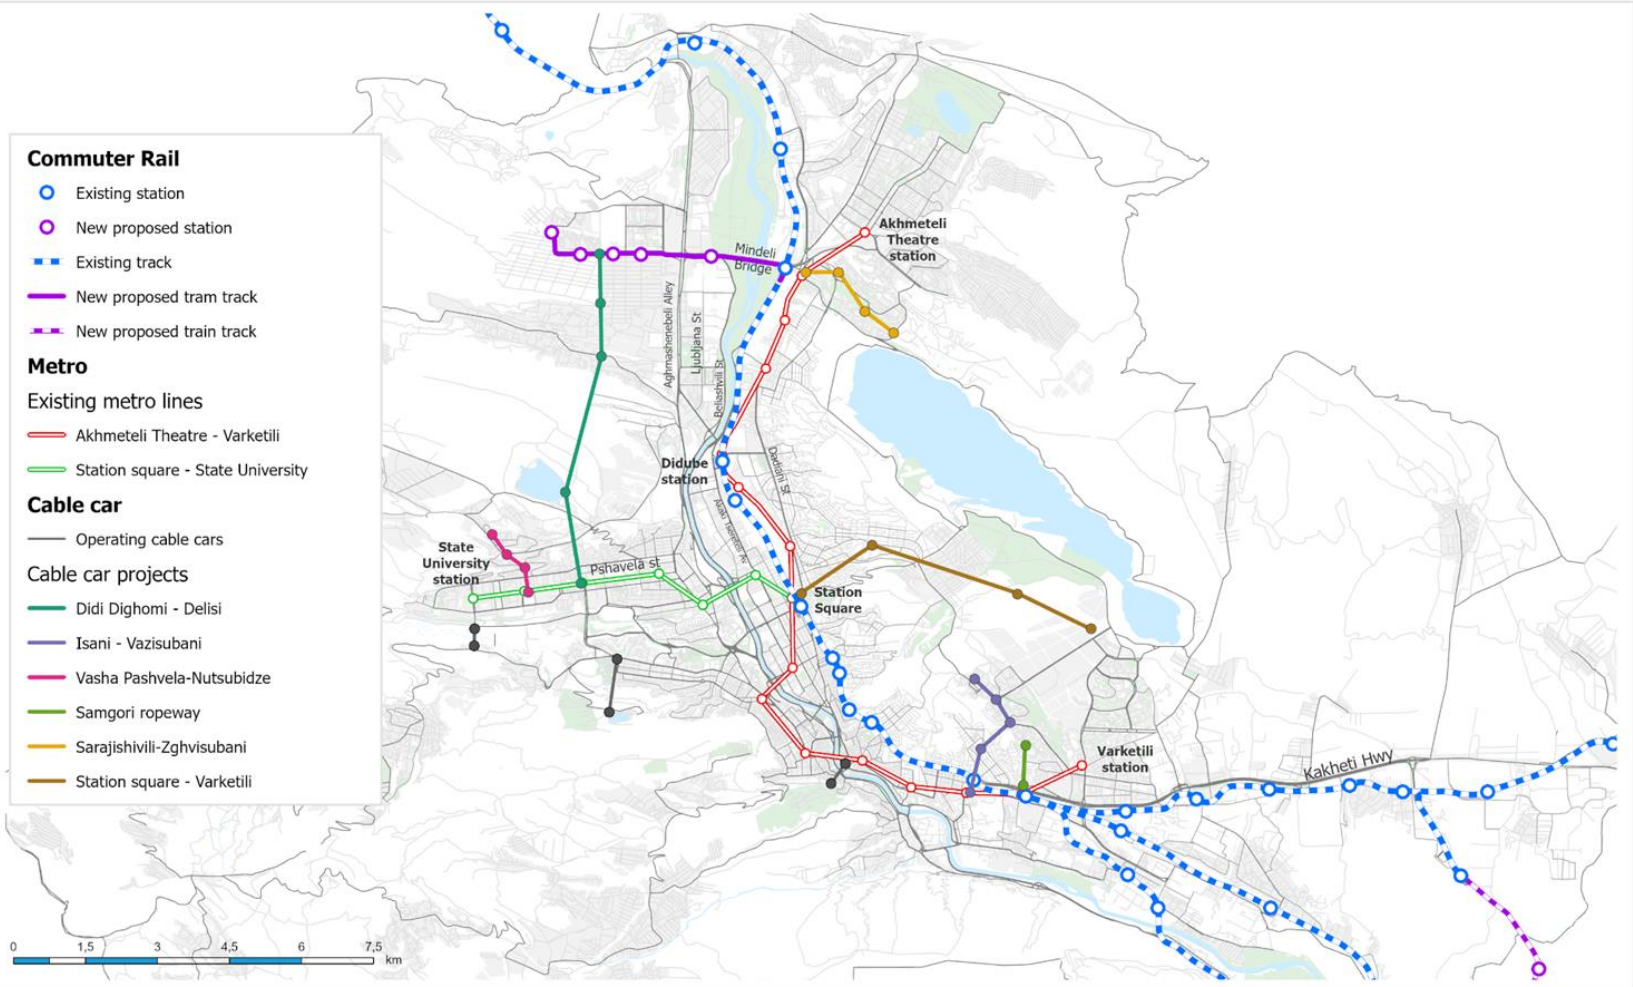 Commuter Rail
Existing station
New proposed station
Existing track
New proposed tram track
New proposed train track
Metro
Existing metro lines
Akhmeteli Theatre - Varketili
Station square - State University
Cable car
Operating cable cars
Cable car projects
Didi Dighomi - Delisi
Isani - Vazisubani
Vasha Pashvela-Nutsubidze
Samgori ropeway
Sarajishivili-Zghvisubani
Station square - Varketili
0 1,5 3 4,5 6 7,5
km
Akhmeteli
Theatre
station
Mindeli
Bridge
Aghmashenebeli Alley
Ljubljana St
Beliashvili St
Didube
station
Dadiani St
Akaki Tsereteli Av.
State
University
station
Pshavela st
Station
Square
Varketili
station
Kakheti Hwy